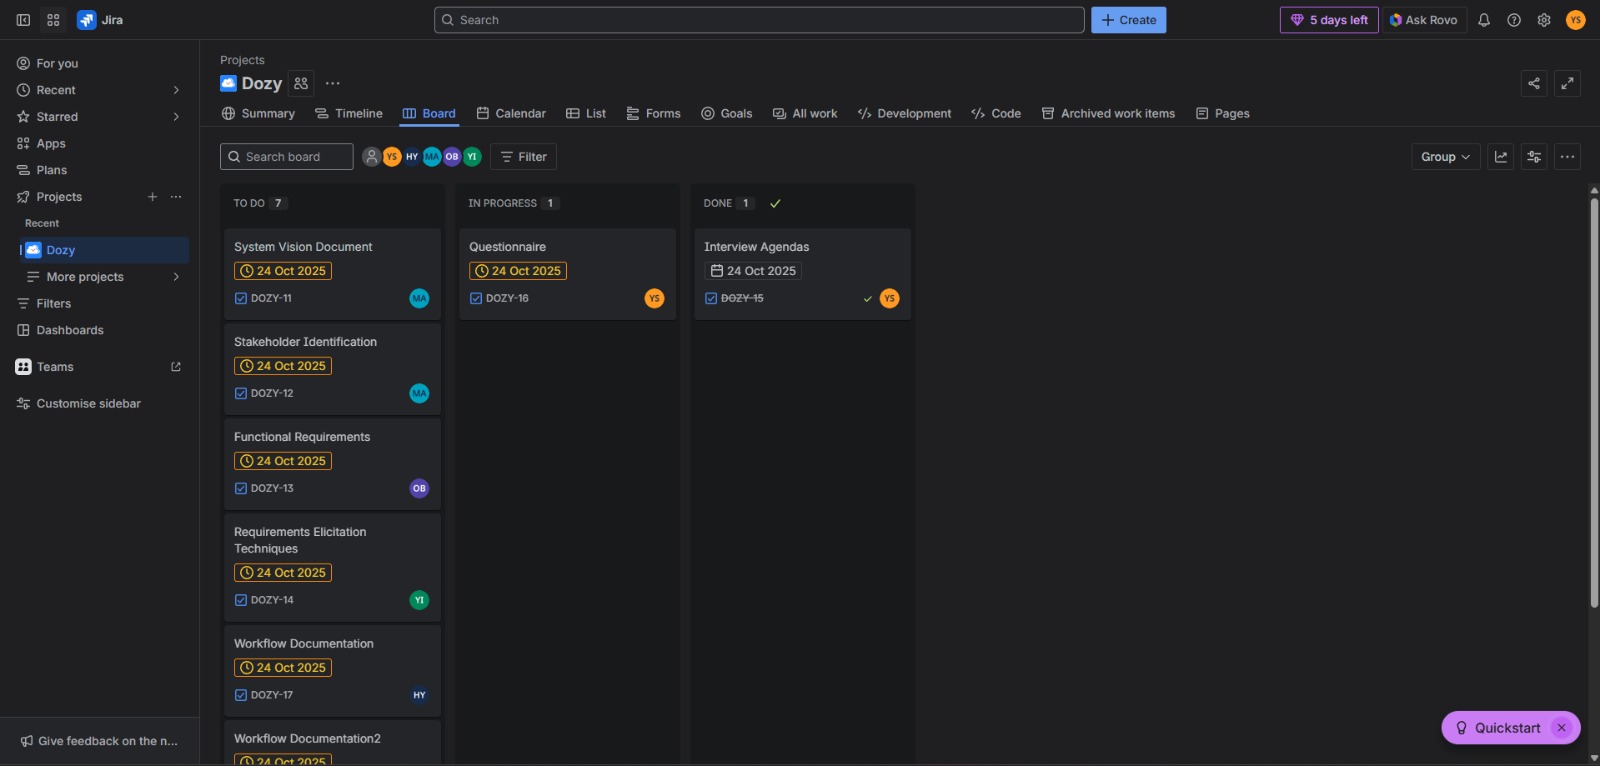 Jira
Search
+ Create
5 days left
Ask Rovo
YS
For you
Recent
Starred
Apps
Plans
Projects
Recent
Dozy
More projects
Filters
Dashboards
Teams
Customise sidebar
Give feedback on the n...
Projects
Dozy
Summary
Timeline
Board
Calendar
List
Forms
Goals
All work
Development
Code
Archived work items
Pages
Search board
YS HY MA OB YI
Filter
Group
TO DO 7
System Vision Document
24 Oct 2025
DOZY-11 MA
Stakeholder Identification
24 Oct 2025
DOZY-12 MA
Functional Requirements
24 Oct 2025
DOZY-13 OB
Requirements Elicitation
Techniques
24 Oct 2025
DOZY-14 YI
Workflow Documentation
24 Oct 2025
DOZY-17 HY
Workflow Documentation2
24 Oct 2025
IN PROGRESS 1
Questionnaire
24 Oct 2025
DOZY-16 YS
DONE 1
Interview Agendas
24 Oct 2025
DOZY-15 YS
Quickstart